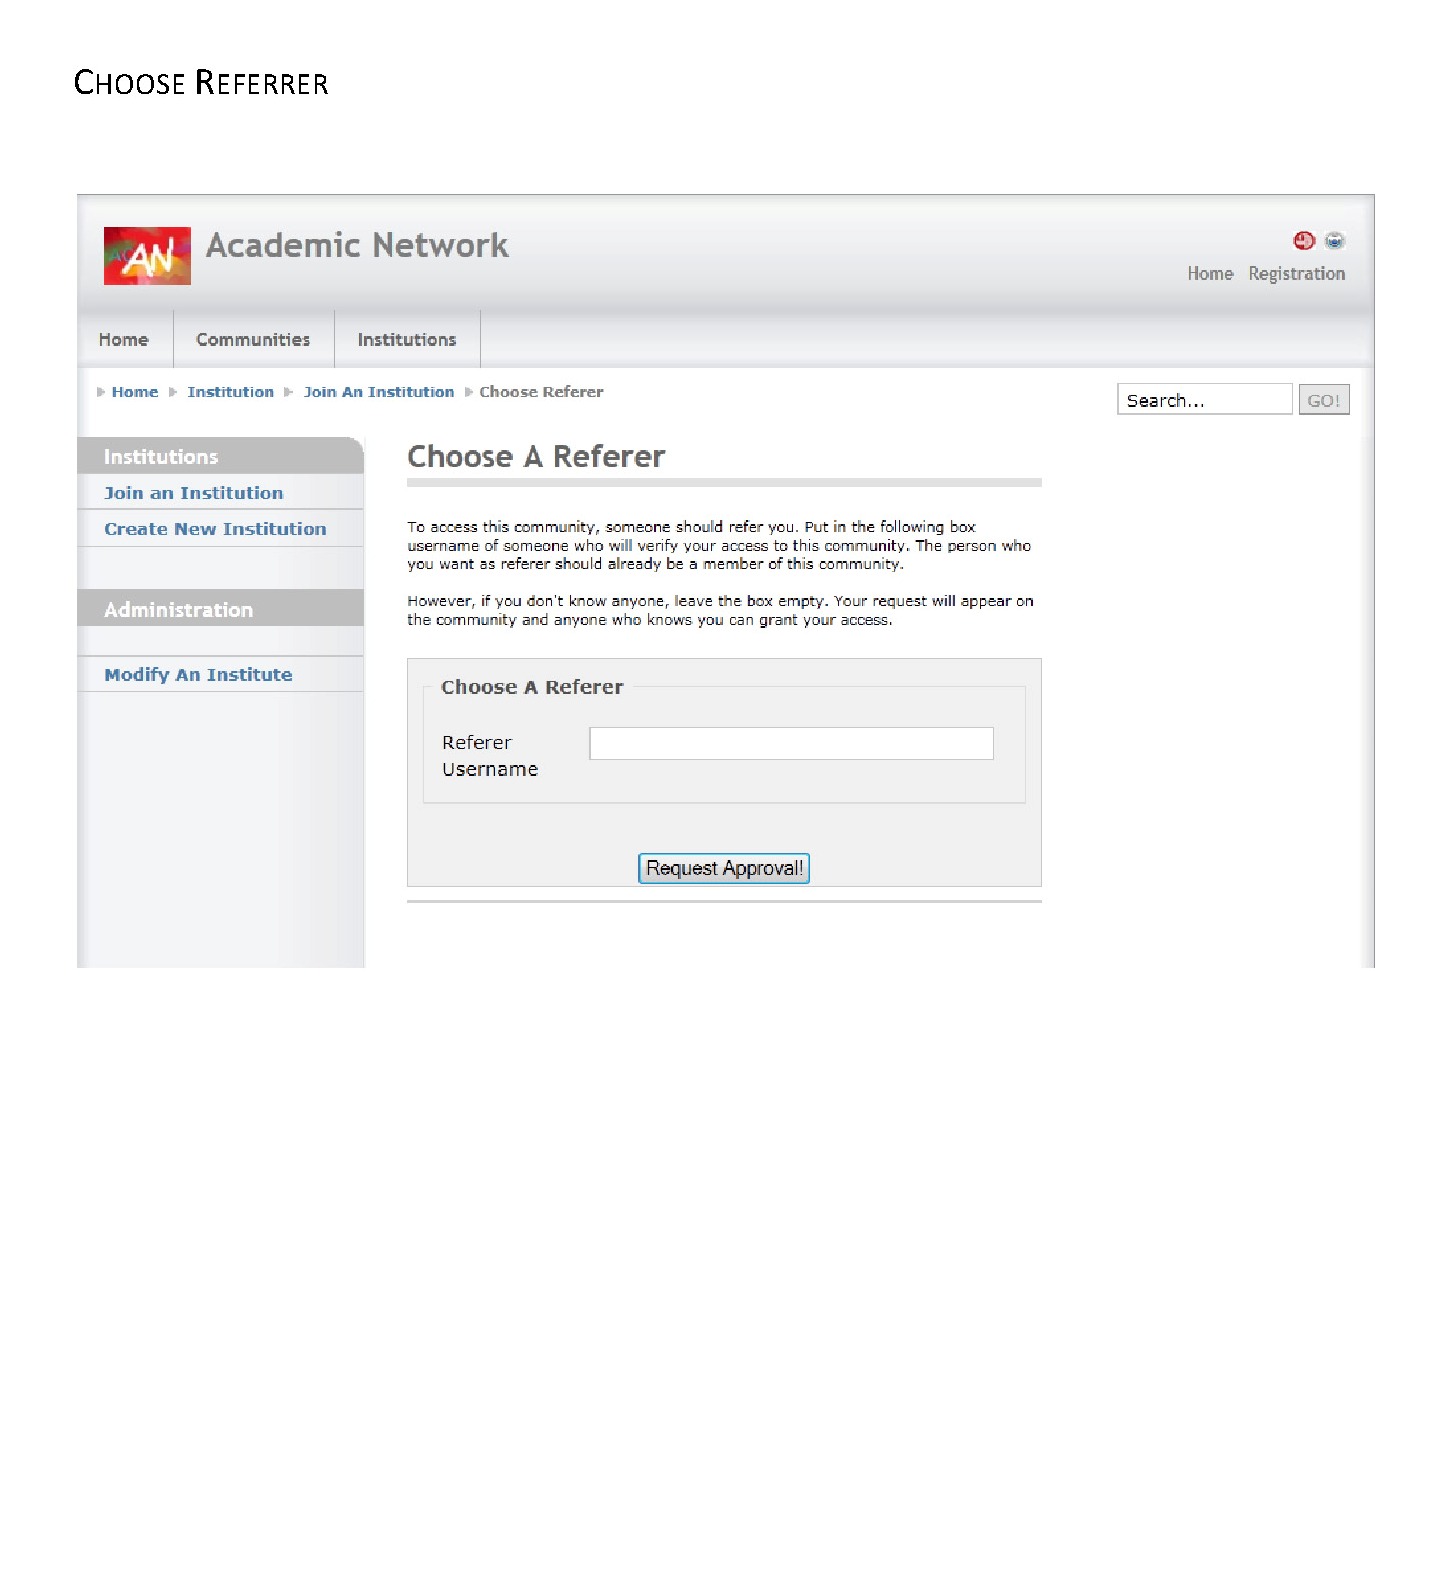 CHOOSE REFERRER
AN Academic Network
Home Registration
Home Communities Institutions
Home Institution Join An Institution Choose Referer
Search... GO!
Institutions
Join an Institution
Create New Institution
Administration
Modify An Institute
Choose A Referer
To access this community, someone should refer you. Put in the following box
username of someone who will verify your access to this community. The person who
you want as referer should already be a member of this community.
However, if you don't know anyone, leave the box empty. Your request will appear on
the community and anyone who knows you can grant your access.
Choose A Referer
Referer
Username
Request Approval!